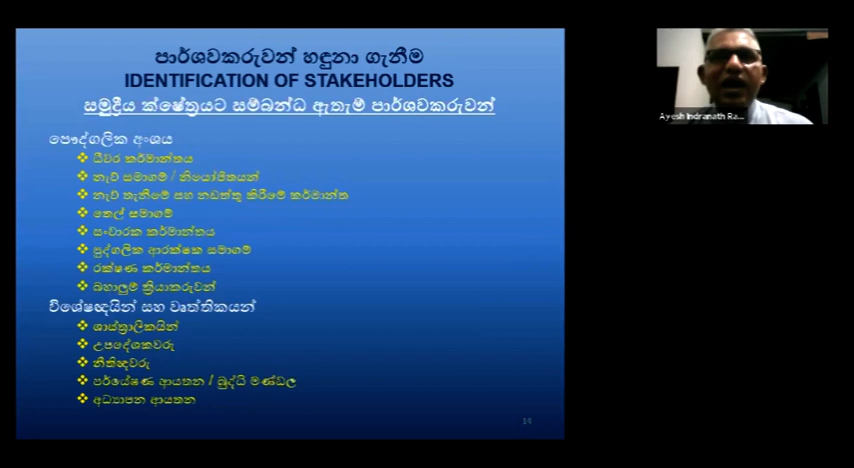 පාර්ශවකරුවන් හඳුනා ගැනීම
IDENTIFICATION OF STAKEHOLDERS
සමුද්‍රීය ක්ෂේත්‍රයට සම්බන්ධ ඇතැම් පාර්ශවකරුවන්
පෞද්ගලික අංශය
❖ ධීවර කර්මාන්තය
❖ නැව් සමාගම් / නියෝජිතයන්
❖ නැව් තැනීමේ සහ නඩත්තු කිරීමේ කර්මාන්ත
❖ තෙල් සමාගම්
❖ සංචාරක කර්මාන්තය
❖ පුද්ගලික ආරක්ෂක සමාගම්
❖ රක්ෂණ කර්මාන්තය
❖ බහාලුම් ක්‍රියාකරුවන්
විශේෂඥයින් සහ වෘත්තිකයන්
❖ ශාස්ත්‍රාලිකයින්
❖ උපදේශකවරු
❖ නීතිඥවරු
❖ පර්යේෂණ ආයතන / බුද්ධි මණ්ඩල
❖ අධ්‍යාපන ආයතන
14
Ayesh Indranath Ra...